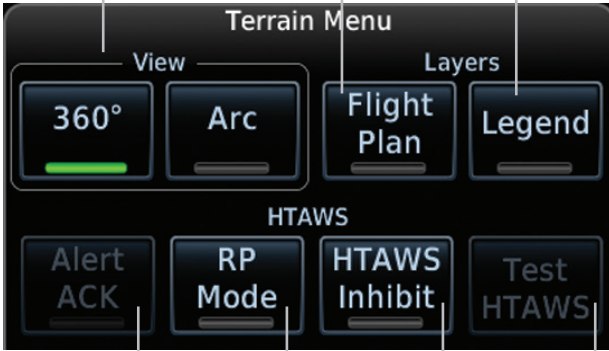 Terrain Menu
View
Layers
360°
Arc
Flight
Plan
Legend
HTAWS
Alert
ACK
RP
Mode
HTAWS
Inhibit
Test
HTAWS